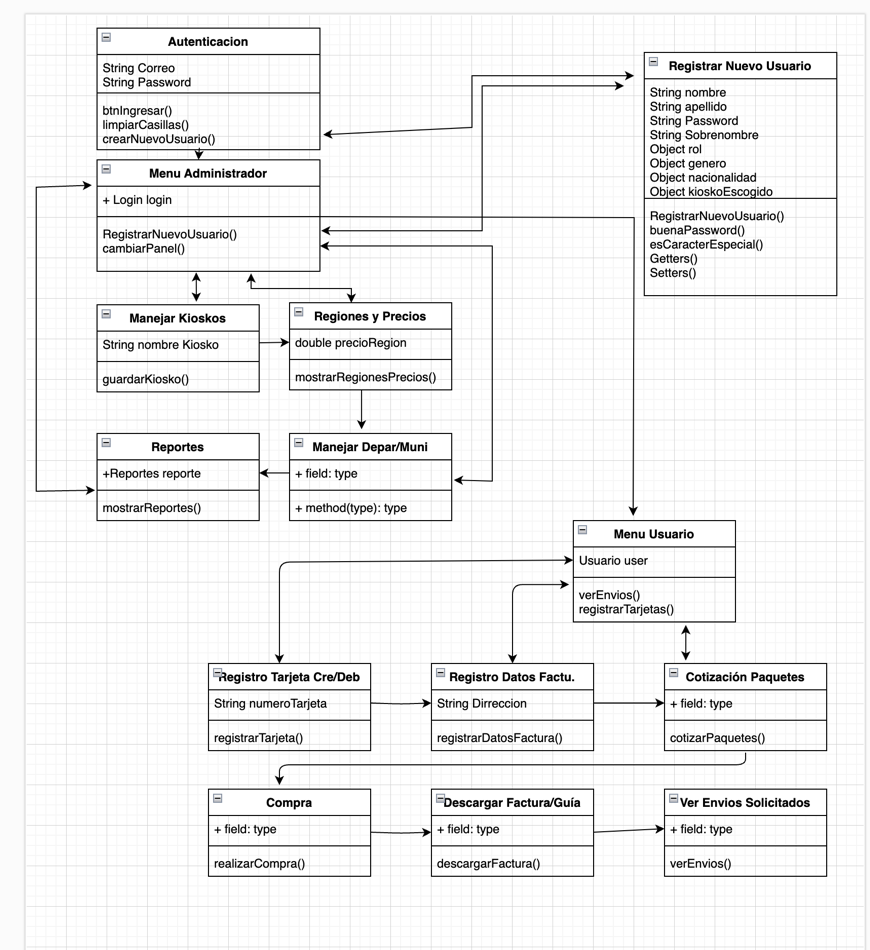 Autenticacion
String Correo
String Password
btnIngresar()
limpiarCasillas()
crearNuevoUsuario()
Registrar Nuevo Usuario
String nombre
String apellido
String Password
String Sobrenombre
Object rol
Object genero
Object nacionalidad
Object kioskoEscogido
RegistrarNuevoUsuario()
buenaPassword()
esCaracterEspecial()
Getters()
Setters()
Menu Administrador
+ Login login
RegistrarNuevoUsuario()
cambiarPanel()
Manejar Kioskos
String nombre Kiosko
guardarKiosko()
Regiones y Precios
double precioRegion
mostrarRegionesPrecios()
Reportes
+Reportes reporte
mostrarReportes()
Manejar Depar/Muni
+ field: type
+ method(type): type
Menu Usuario
Usuario user
verEnvios()
registrarTarjetas()
Registro Tarjeta Cre/Deb
String numeroTarjeta
registrarTarjeta()
Registro Datos Factu.
String Dirreccion
registrarDatosFactura()
Cotización Paquetes
+ field: type
cotizarPaquetes()
Compra
+ field: type
realizarCompra()
Descargar Factura/Guía
+ field: type
descargarFactura()
Ver Envios Solicitados
+ field: type
verEnvios()